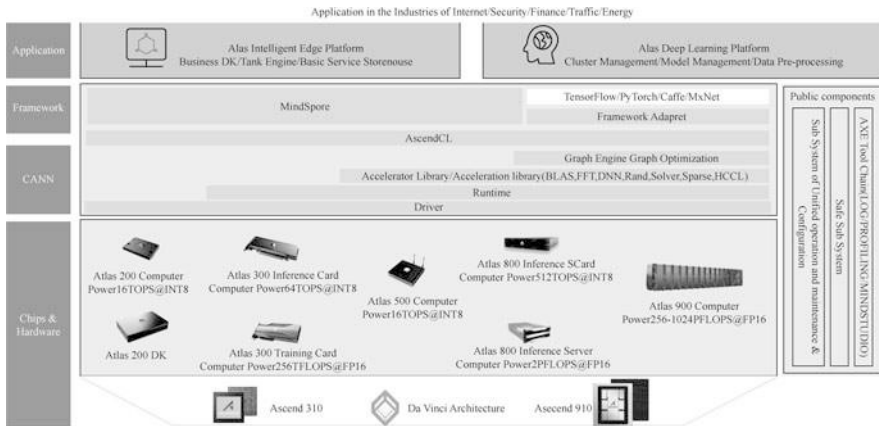 Application in the Industries of Internet/Security/Finance/Traffic/Energy
Application
Alas Intelligent Edge Platform
Business DK/Tank Engine/Basic Service Storenouse
Alas Deep Learning Platform
Cluster Management/Model Management/Data Pre-processing
Framework
MindSpore
TensorFlow/PyTorch/Caffe/MxNet
Framework Adapret
AscendCL
CANN
Graph Engine Graph Optimization
Accelerator Library/Acceleration library(BLAS,FFT,DNN,Rand,Solver,Sparse,HCCL)
Runtime
Driver
Chips &
Hardware
Atlas 200 Computer
Power16TOPS@INT8
Atlas 300 Inference Card
Computer Power64TOPS@INT8
Atlas 500 Computer
Power16TOPS@INT8
Atlas 800 Inference SCard
Computer Power512TOPS@INT8
Atlas 900 Computer
Power256-1024PFLOPS@FP16
Atlas 200 DK
Atlas 300 Training Card
Computer Power256TFLOPS@FP16
Atlas 800 Inference Server
Computer Power2PFLOPS@FP16
Ascend 310
Da Vinci Architecture
Asecend 910
Public components
Sub System of Unified operation and maintenance &
Configuration
Safe Sub System
AXE Tool Chain(LOG/PROFILING/MINDSTUDIO)